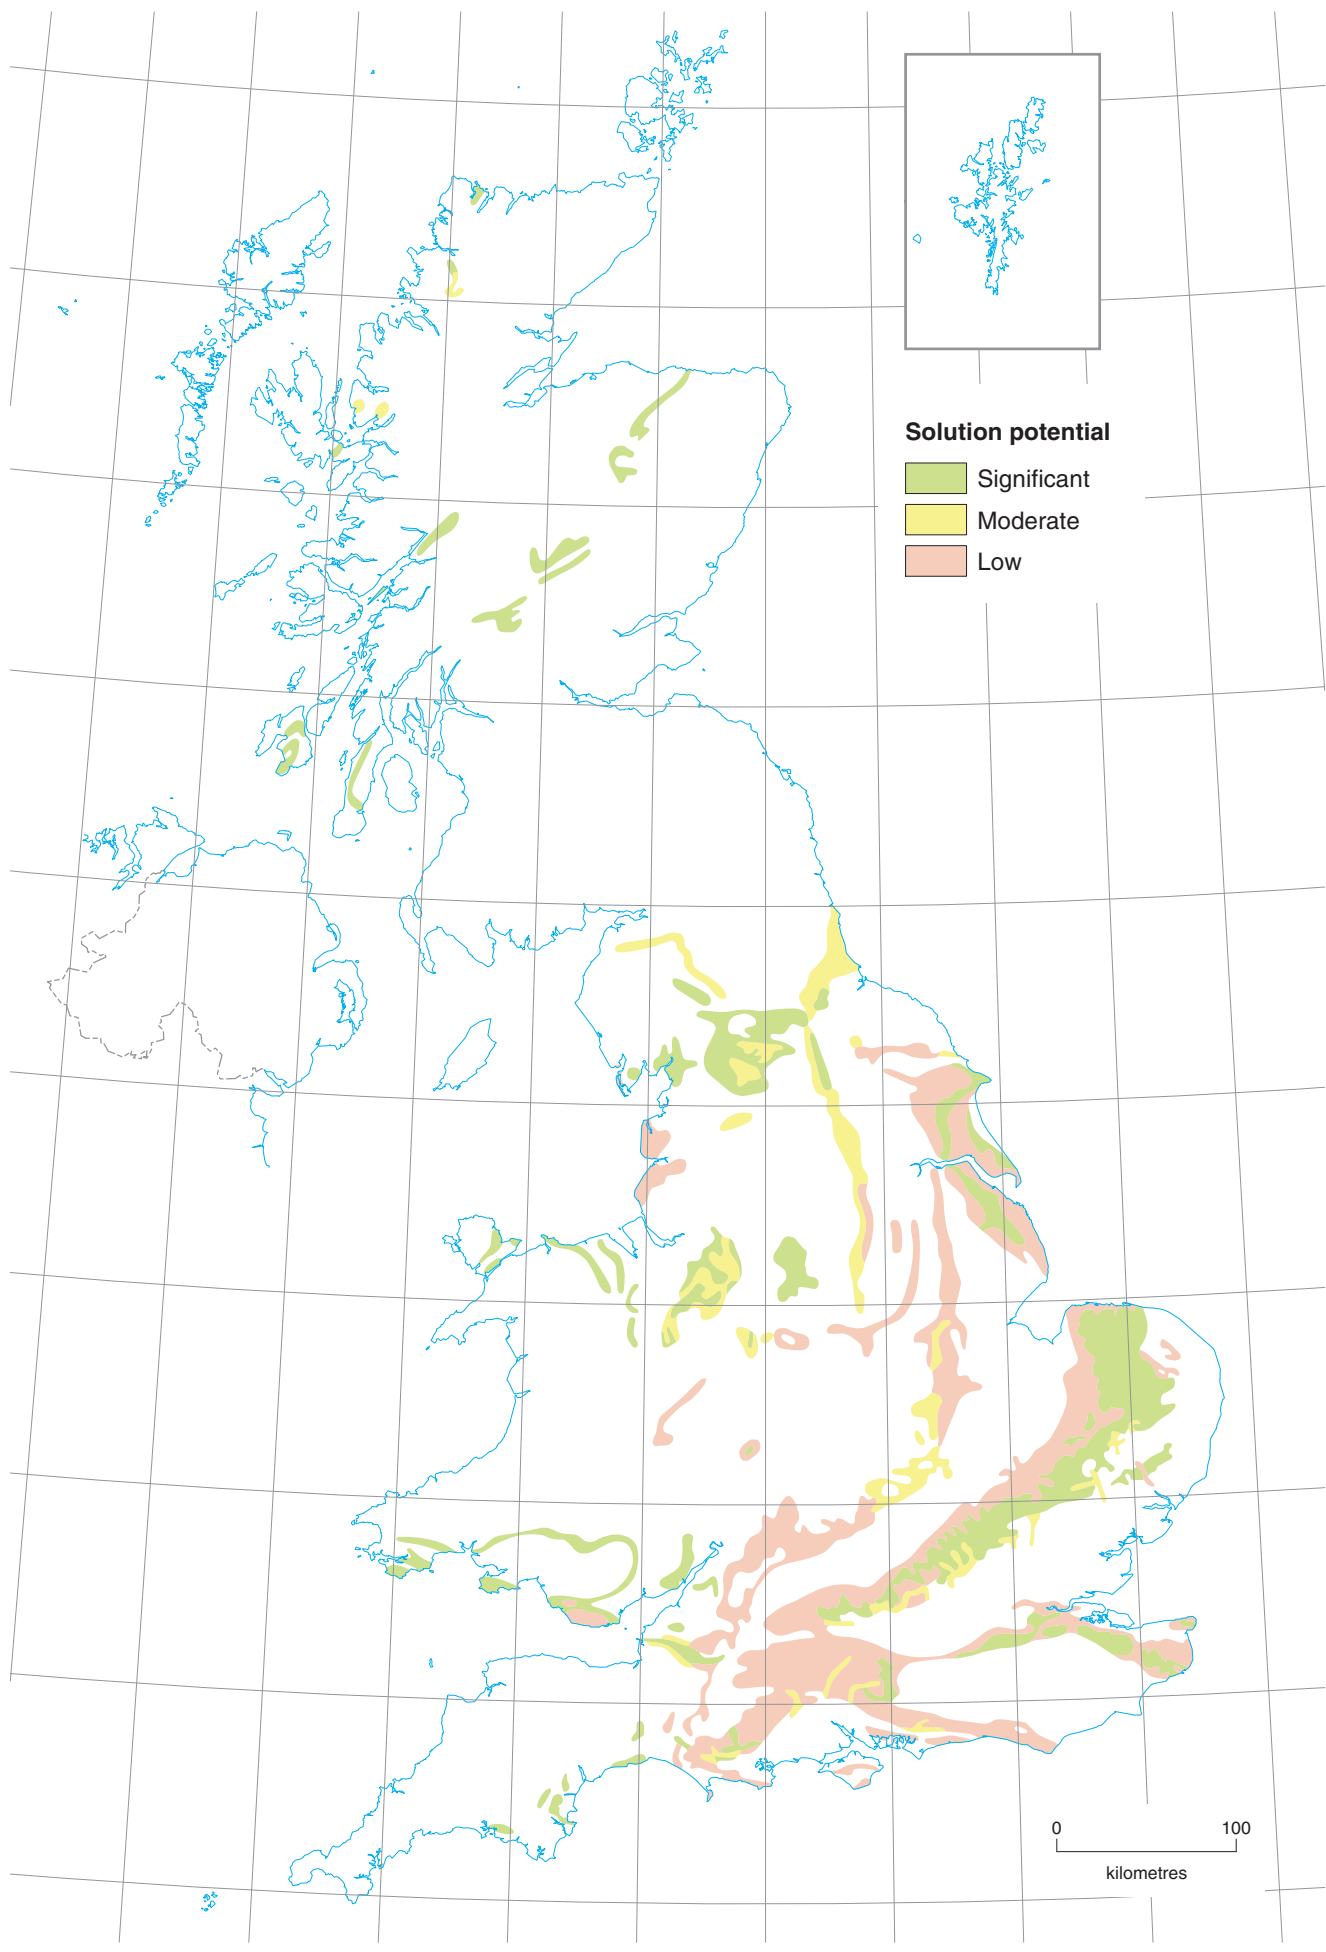 Solution potential
Significant
Moderate
Low
0 100
kilometres